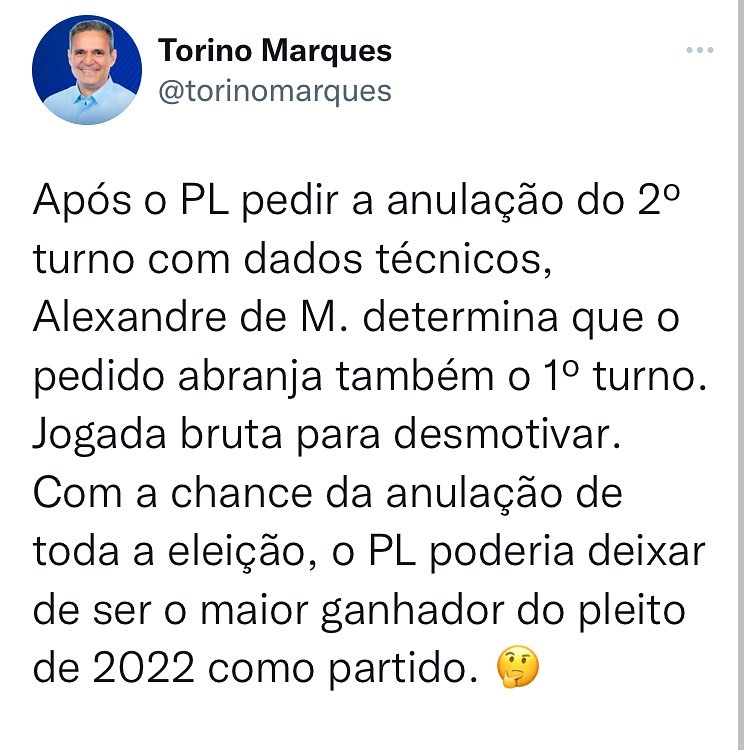 Torino Marques
@torinomarques
Após o PL pedir a anulação do 2º
turno com dados técnicos,
Alexandre de M. determina que o
pedido abranja também o 1º turno.
Jogada bruta para desmotivar.
Com a chance da anulação de
toda a eleição, o PL poderia deixar
de ser o maior ganhador do pleito
de 2022 como partido. 🤔